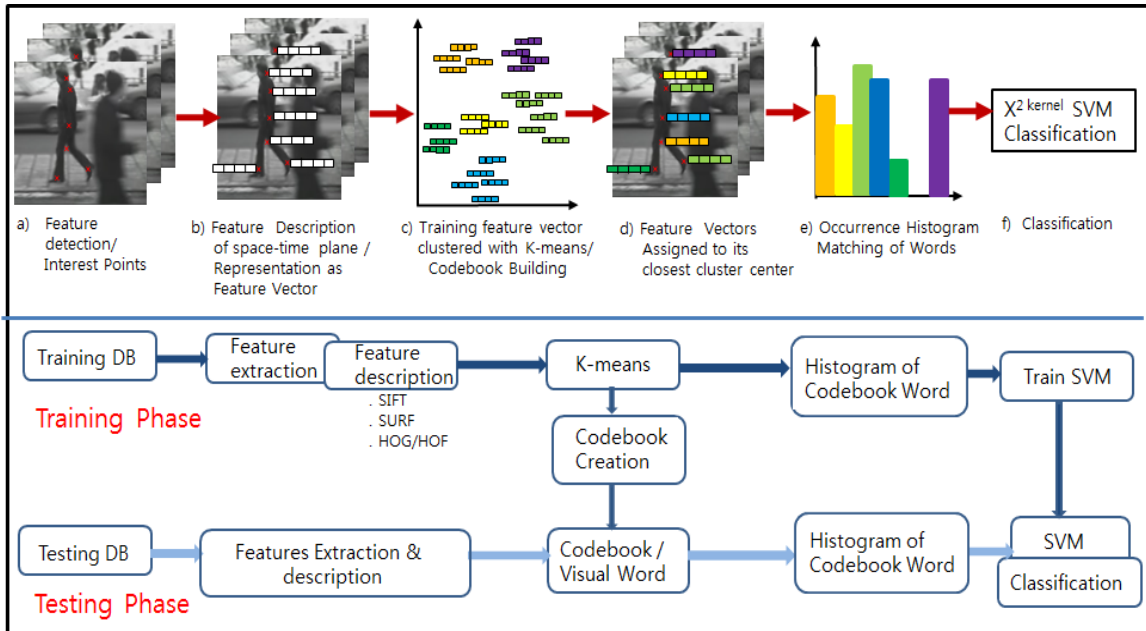 a) Feature
detection/
Interest Points
b) Feature Description
of space-time plane /
Representation as
Feature Vector
c) Training feature vector
clustered with K-means/
Codebook Building
d) Feature Vectors
Assigned to its
closest cluster center
e) Occurrence Histogram
Matching of Words
X² kernel SVM
Classification
f) Classification
Training DB
Feature
extraction
Feature
description
. SIFT
. SURF
. HOG/HOF
K-means
Histogram of
Codebook Word
Train SVM
Training Phase
Codebook
Creation
Testing DB
Features Extraction &
description
Codebook /
Visual Word
Histogram of
Codebook Word
SVM
Classification
Testing Phase